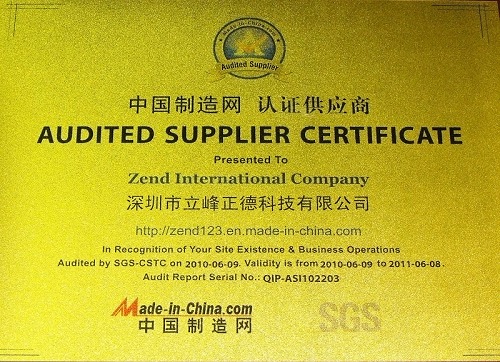 Made-in-China.com
Audited Supplier
中国制造网 认证供应商
AUDITED SUPPLIER CERTIFICATE
Presented To
Zend International Company
深圳市立峰正德科技有限公司
http://zend123.en.made-in-china.com
In Recognition of Your Site Existence & Business Operations
Audited by SGS-CSTC on 2010-06-09. Validity is from 2010-06-09 to 2011-06-08.
Audit Report Serial No.: QIP-ASI102203
Made-in-China.com
中国制造网
SGS